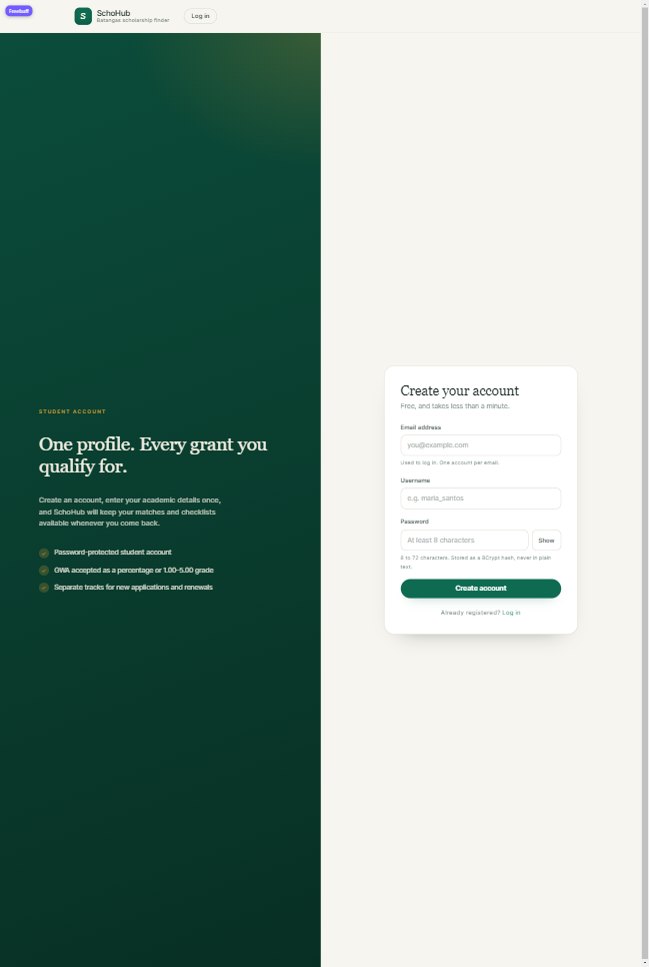 Freebuff
S
SchoHub
Batangas scholarship finder
Log in
STUDENT ACCOUNT
One profile. Every grant you
qualify for.
Create an account, enter your academic details once,
and SchoHub will keep your matches and checklists
available whenever you come back.
Password-protected student account
GWA accepted as a percentage or 1.00–5.00 grade
Separate tracks for new applications and renewals
Create your account
Free, and takes less than a minute.
Email address
you@example.com
Used to log in. One account per email.
Username
e.g. maria_santos
Password
At least 8 characters
Show
8 to 72 characters. Stored as a BCrypt hash, never in plain
text.
Create account
Already registered? Log in